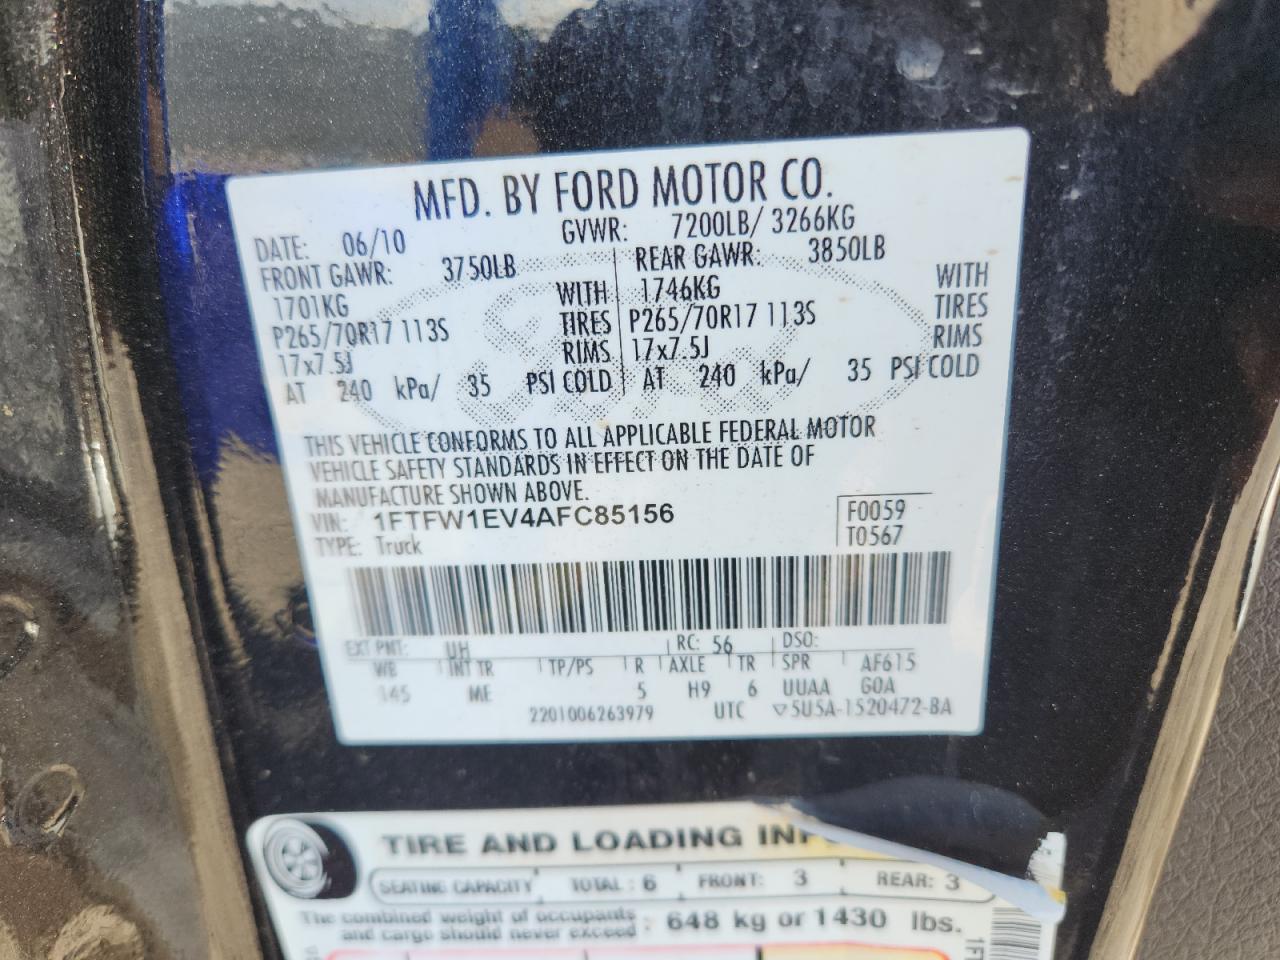 MFD. BY FORD MOTOR CO.
DATE: 06/10 GVWR: 7200LB/ 3266KG
FRONT GAWR: 3750LB REAR GAWR: 3850LB
1701KG WITH 1746KG WITH
P265/70R17 113S TIRES P265/70R17 113S TIRES
17x7.5J RIMS 17x7.5J RIMS
AT 240 kPa/ 35 PSI COLD AT 240 kPa/ 35 PSI COLD
THIS VEHICLE CONFORMS TO ALL APPLICABLE FEDERAL MOTOR
VEHICLE SAFETY STANDARDS IN EFFECT ON THE DATE OF
MANUFACTURE SHOWN ABOVE.
VIN: 1FTFW1EV4AFC85156 F0059
TYPE: Truck T0567
EXT PNT: UH RC: 56 DSO:
WB INT TR TP/PS R AXLE TR SPR AF615
145 ME 5 H9 6 UUAA GOA
2201006263979 UTC ▽5U5A-1520472-BA
TIRE AND LOADING
SEATING CAPACITY TOTAL: 6 FRONT: 3 REAR: 3
The combined weight of occupants
and cargo should never exceed : 648 kg or 1430 lbs.